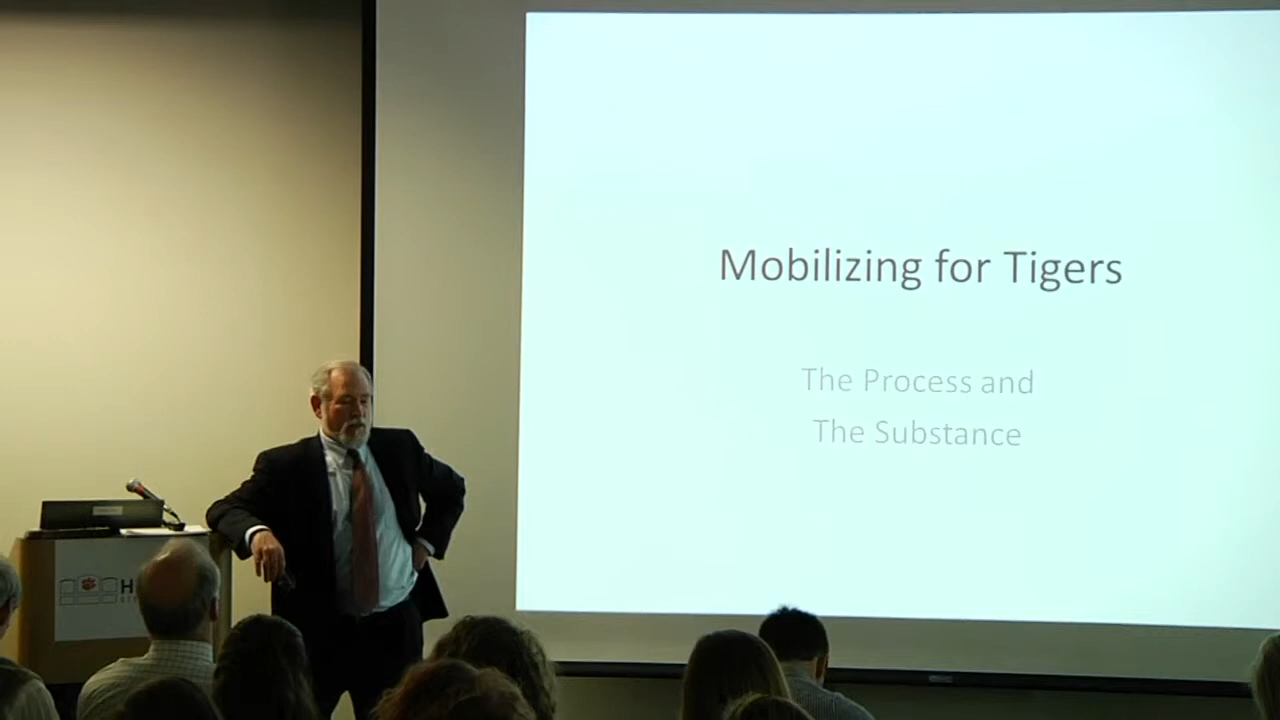 Mobilizing for Tigers
The Process and
The Substance